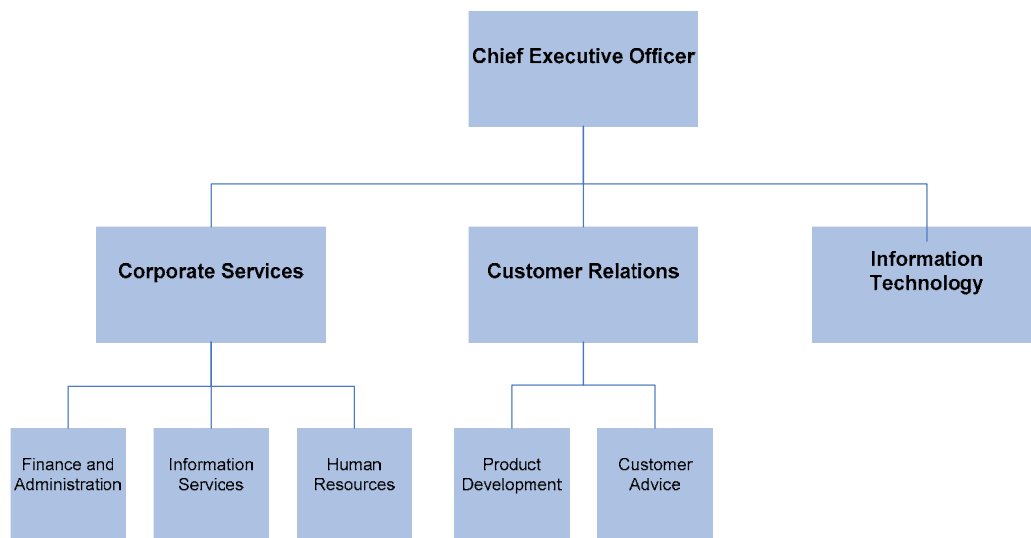 Chief Executive Officer
Corporate Services
Customer Relations
Information
Technology
Finance and
Administration
Information
Services
Human
Resources
Product
Development
Customer
Advice